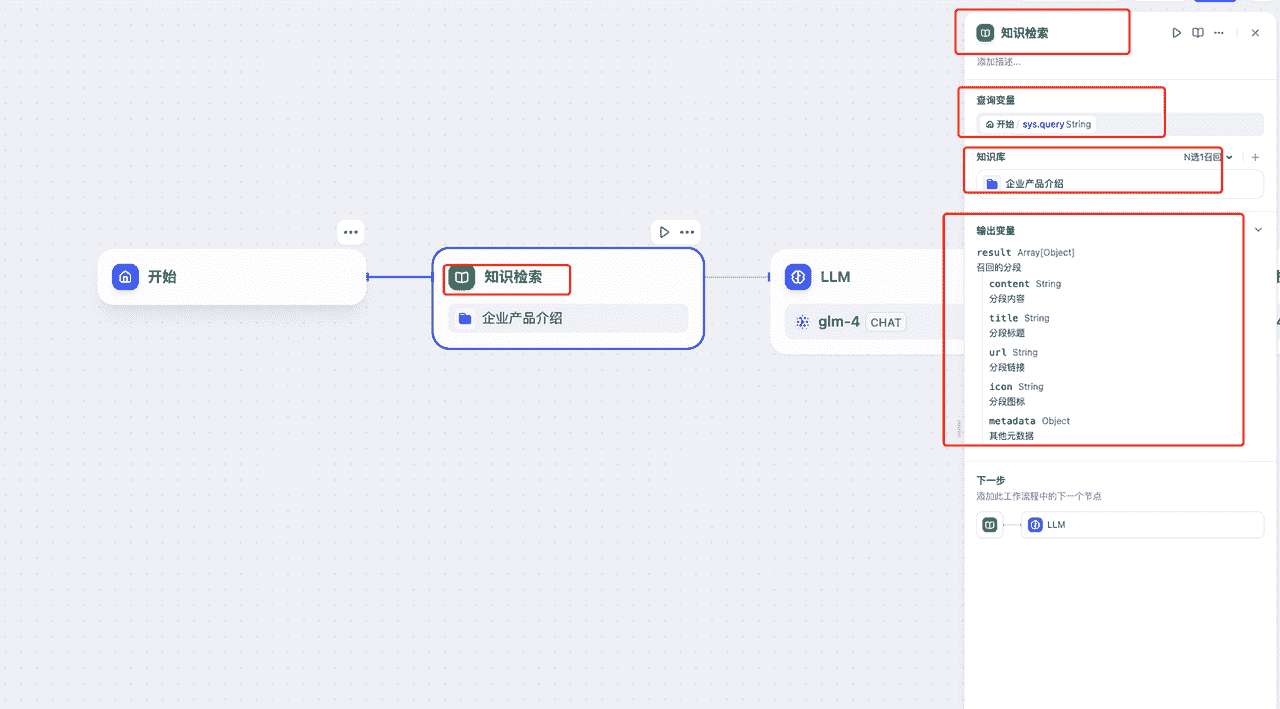 开始
知识检索
企业产品介绍
LLM
glm-4 CHAT
知识检索
添加描述...
查询变量
开始 / sys.query String
知识库 N选1召回
企业产品介绍
输出变量
result Array[Object]
召回的分段
content String
分段内容
title String
分段标题
url String
分段链接
icon String
分段图标
metadata Object
其他元数据
下一步
添加此工作流程中的下一个节点
LLM